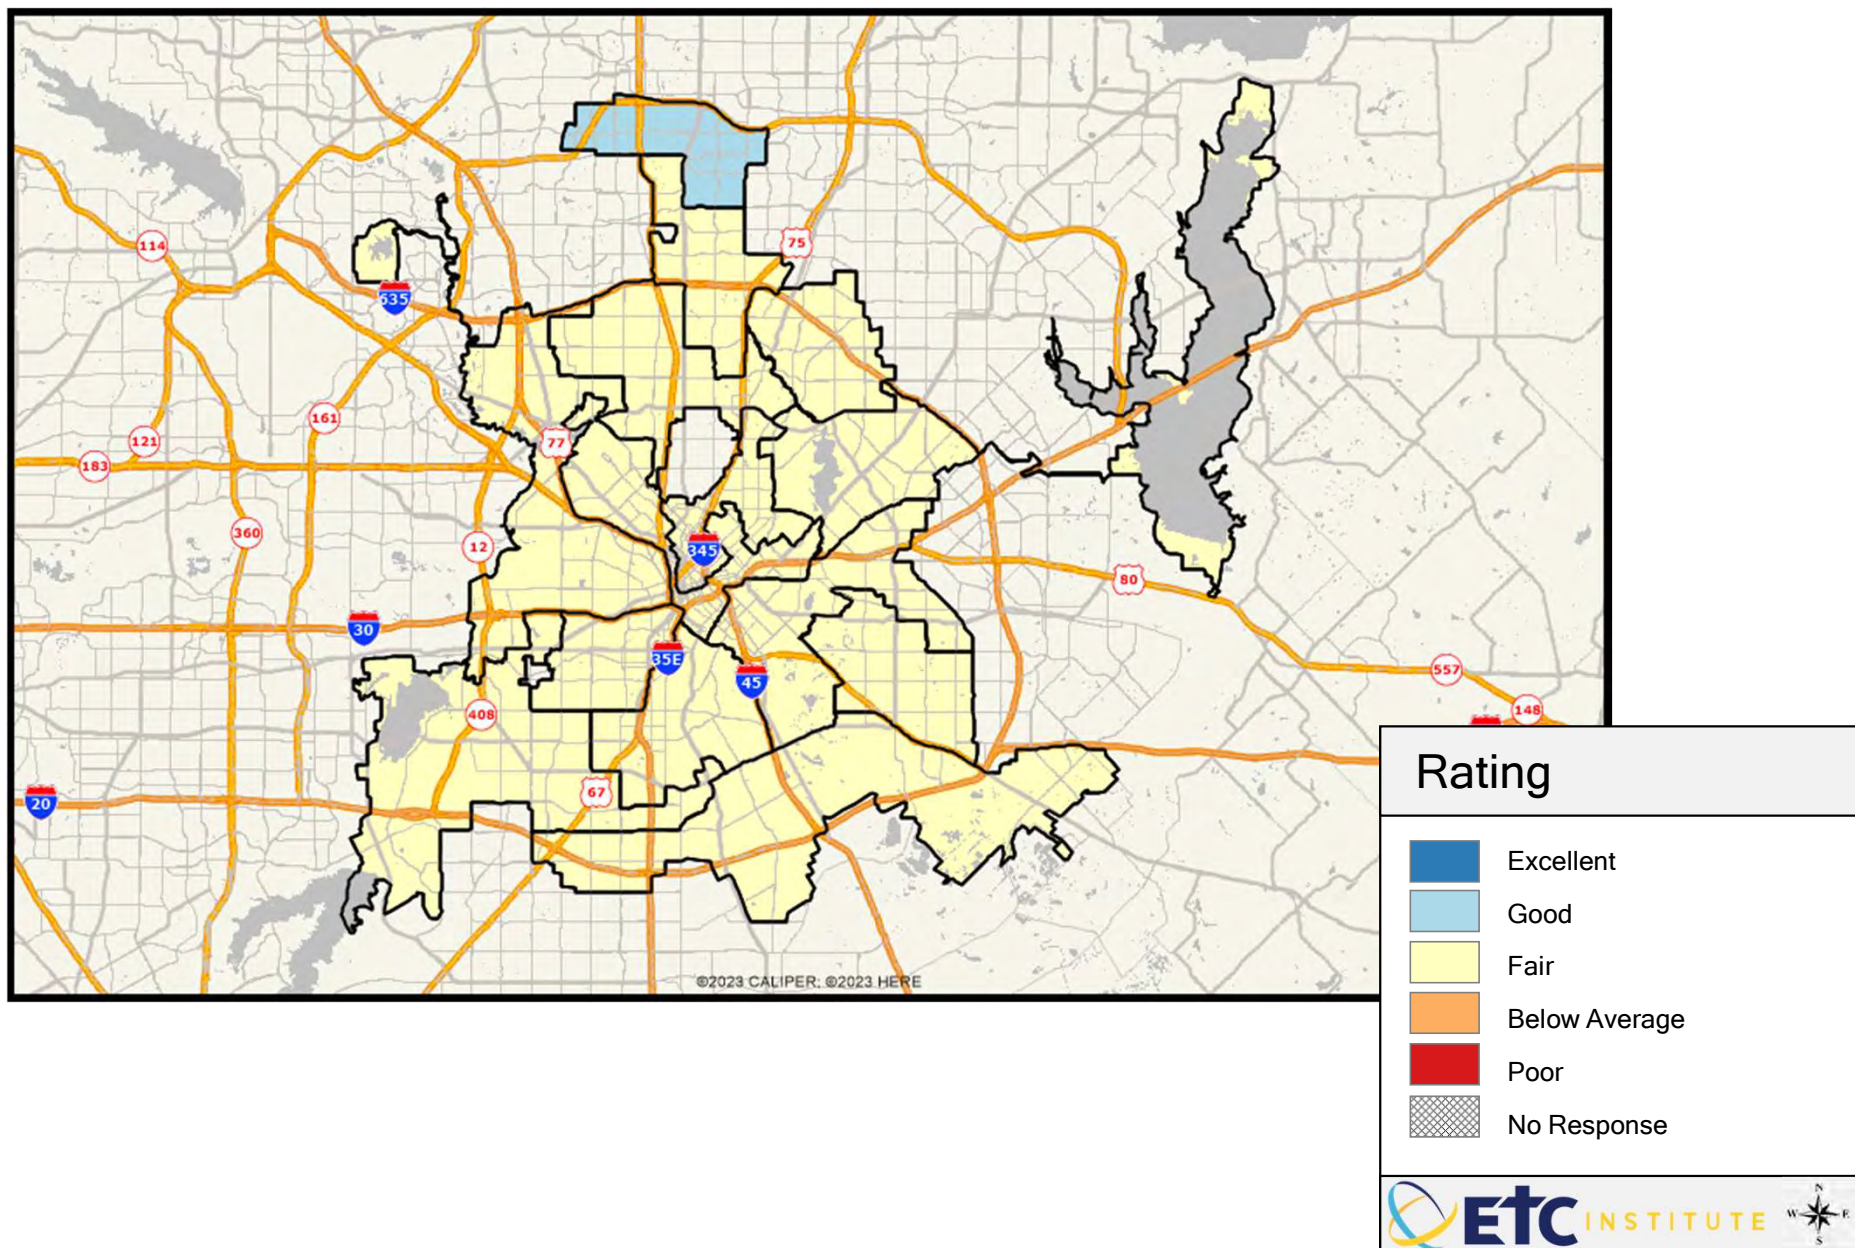 75
114
635
161
77
121
183
360
12
345
80
30
35E
45
557
408
148
67
20
©2023 CALIPER; ©2023 HERE
Rating
Excellent
Good
Fair
Below Average
Poor
No Response
ETC INSTITUTE
N
W E
S